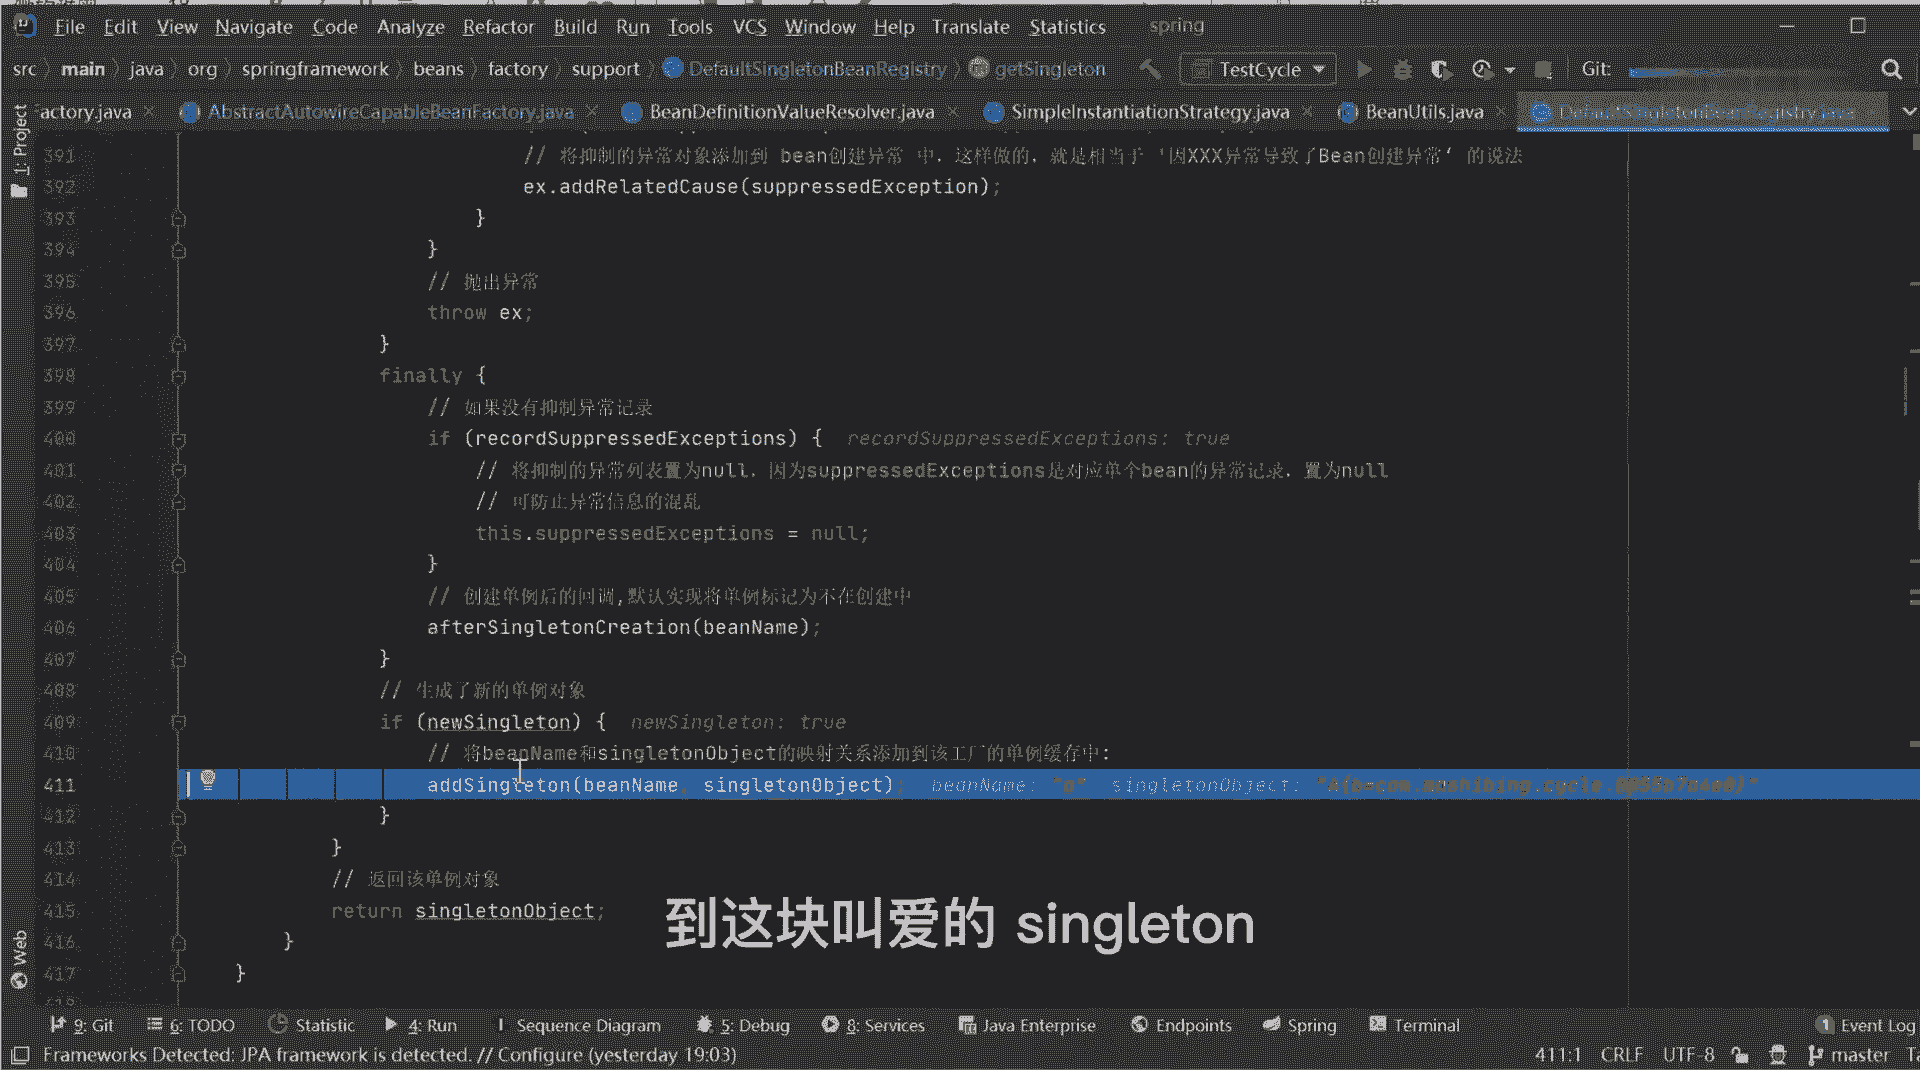 File Edit View Navigate Code Analyze Refactor Build Run Tools VCS Window Help Translate Statistics spring
src main java org springframework beans factory support DefaultSingletonBeanRegistry getSingleton TestCycle Git:
1: Project
actory.java AbstractAutowireCapableBeanFactory.java BeanDefinitionValueResolver.java SimpleInstantiationStrategy.java BeanUtils.java DefaultSingletonBeanRegistry.java
391 // 将抑制的异常对象添加到 bean创建异常 中，这样做的，就是相当于 '因XXX异常导致了Bean创建异常‘ 的说法
392 ex.addRelatedCause(suppressedException);
393 }
394 }
395 // 抛出异常
396 throw ex;
397 }
398 finally {
399 // 如果没有抑制异常记录
400 if (recordSuppressedExceptions) { recordSuppressedExceptions: true
401 // 将抑制的异常列表置为null，因为suppressedExceptions是对应单个bean的异常记录，置为null
402 // 可防止异常信息的混乱
403 this.suppressedExceptions = null;
404 }
405 // 创建单例后的回调,默认实现将单例标记为不在创建中
406 afterSingletonCreation(beanName);
407 }
408 // 生成了新的单例对象
409 if (newSingleton) { newSingleton: true
410 // 将beanName和singletonObject的映射关系添加到该工厂的单例缓存中:
411 addSingleton(beanName, singletonObject); beanName: "a" singletonObject:
412 }
413 }
414 // 返回该单例对象
415 return singletonObject;
416 }
417 }
418
到这块叫爱的 singleton
Web
9: Git 6: TODO Statistic 4: Run Sequence Diagram 5: Debug 8: Services Java Enterprise Endpoints Spring Terminal 1 Event Log
Frameworks Detected: JPA framework is detected. // Configure (yesterday 19:03) 411:1 CRLF UTF-8 master